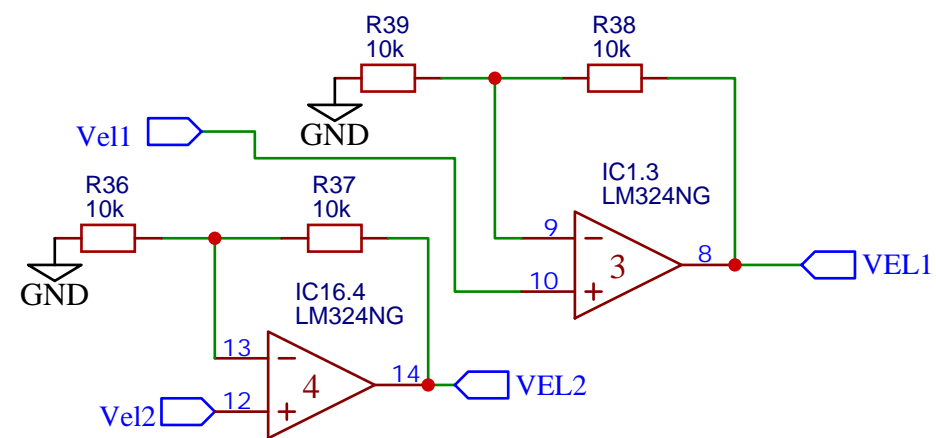 R39
10k
R38
10k
GND
Vel1
IC1.3
LM324NG
R36
10k
R37
10k
9
10
3
8
VEL1
GND
IC16.4
LM324NG
13
12
4
14
VEL2
Vel2